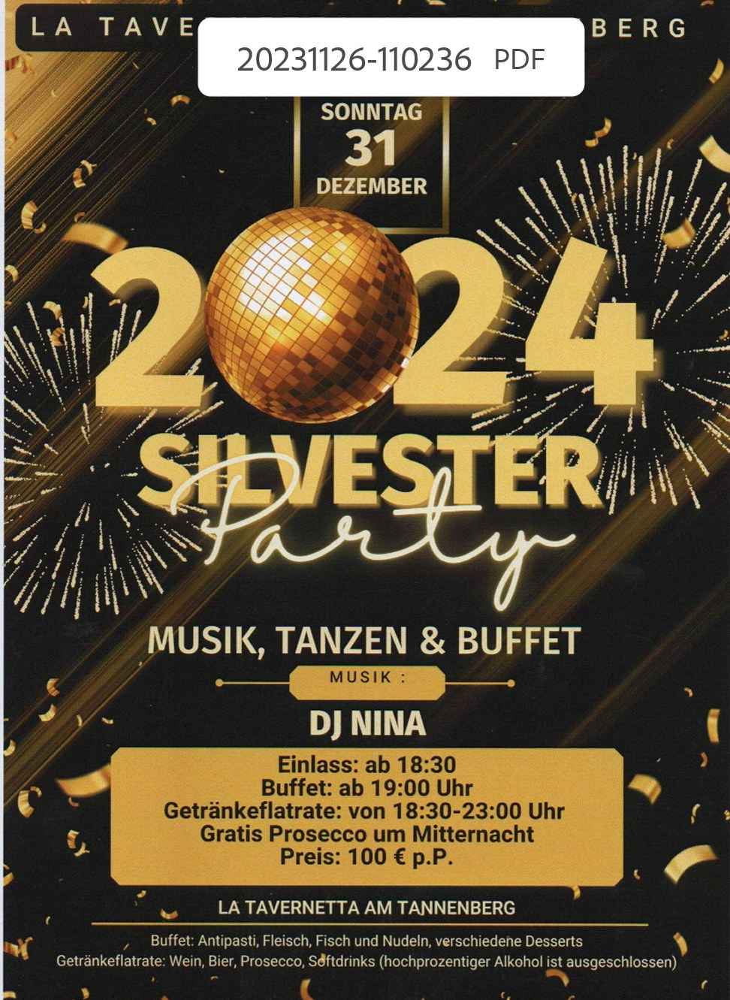 LA TAVE BERG
20231126-110236 PDF
SONNTAG
31
DEZEMBER
2024
SILVESTER
Party
MUSIK, TANZEN & BUFFET
MUSIK :
DJ NINA
Einlass: ab 18:30
Buffet: ab 19:00 Uhr
Getränkeflatrate: von 18:30-23:00 Uhr
Gratis Prosecco um Mitternacht
Preis: 100 € p.P.
LA TAVERNETTA AM TANNENBERG
Buffet: Antipasti, Fleisch, Fisch und Nudeln, verschiedene Desserts
Getränkeflatrate: Wein, Bier, Prosecco, Softdrinks (hochprozentiger Alkohol ist ausgeschlossen)